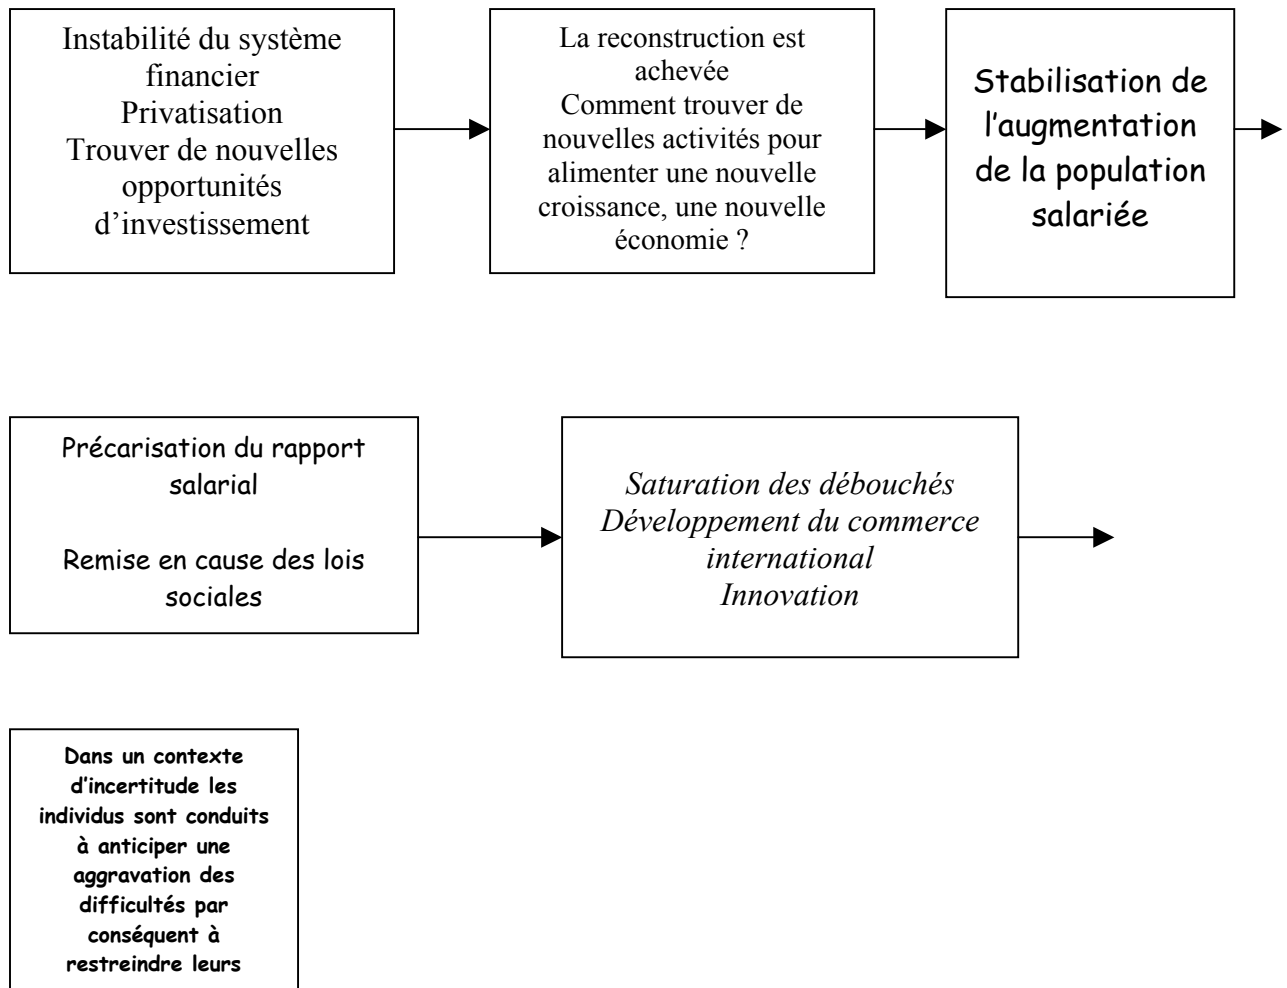 Instabilité du système
financier
Privatisation
Trouver de nouvelles
opportunités
d’investissement
La reconstruction est
achevée
Comment trouver de
nouvelles activités pour
alimenter une nouvelle
croissance, une nouvelle
économie ?
Stabilisation de
l’augmentation
de la population
salariée
Précarisation du rapport
salarial
Remise en cause des lois
sociales
Saturation des débouchés
Développement du commerce
international
Innovation
Dans un contexte
d’incertitude les
individus sont conduits
à anticiper une
aggravation des
difficultés par
conséquent à
restreindre leurs